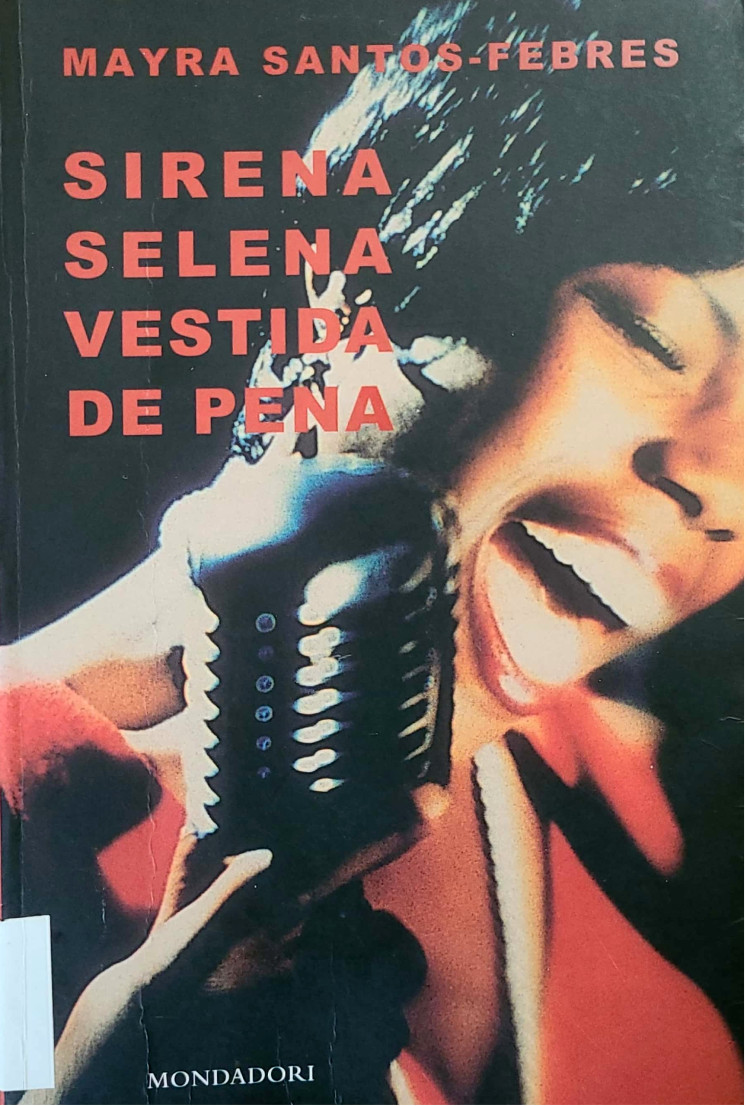 MAYRA SANTOS-FEBRES
SIRENA
SELENA
VESTIDA
DE PENA
MONDADORI